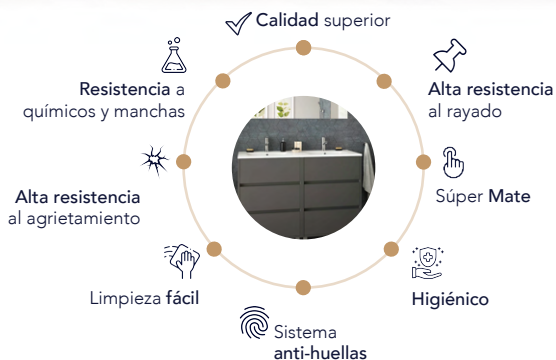 Calidad superior
Resistencia a
químicos y manchas
Alta resistencia
al rayado
Alta resistencia
al agrietamiento
Súper Mate
Limpieza fácil
Higiénico
Sistema
anti-huellas